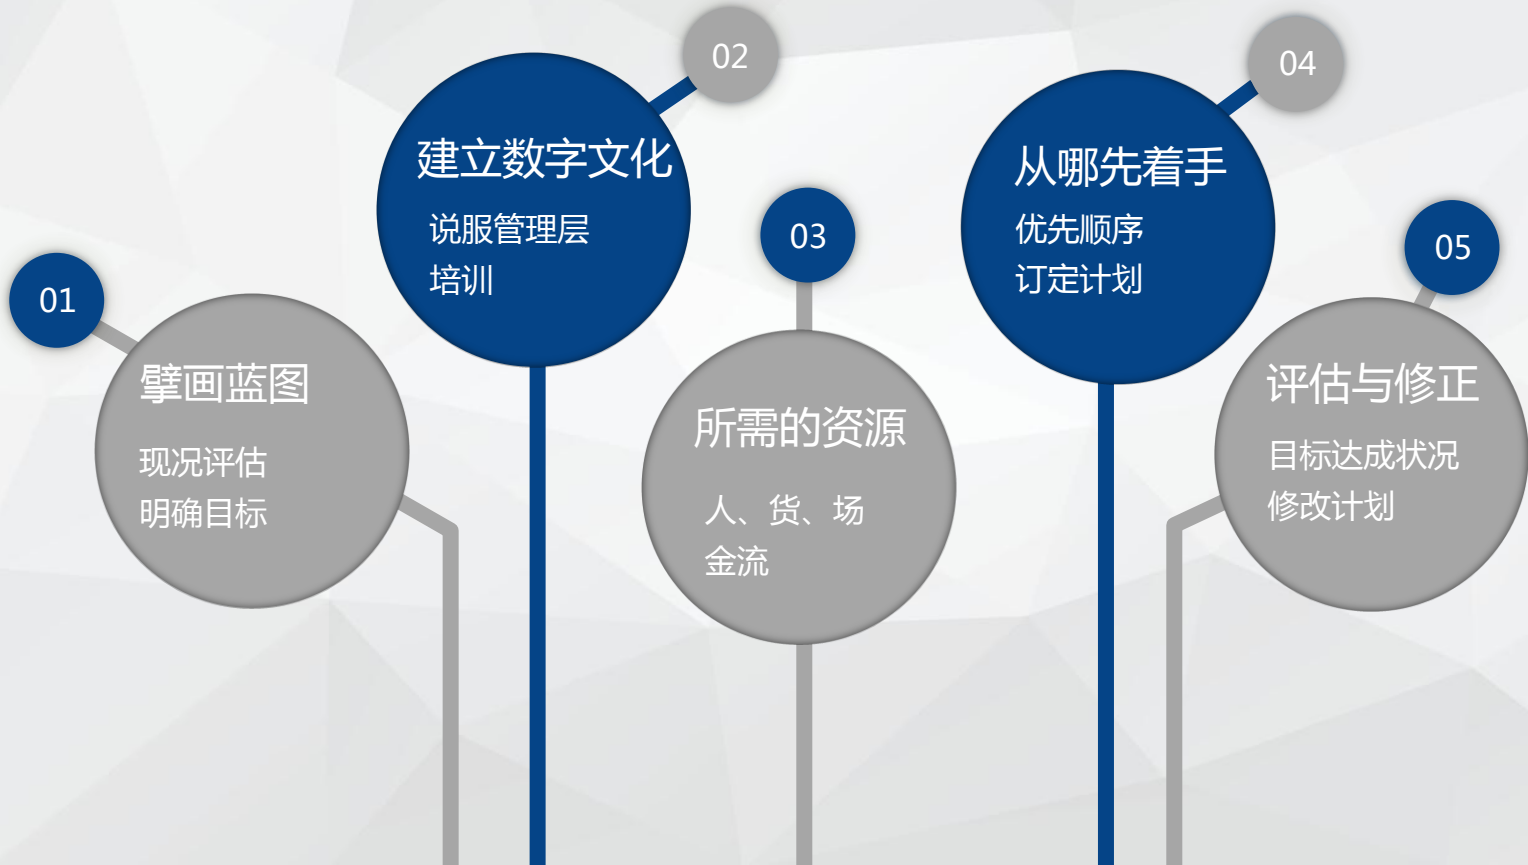 01
擘画蓝图
现况评估
明确目标
02
建立数字文化
说服管理层
培训
03
所需的资源
人、货、场
金流
04
从哪先着手
优先顺序
订定计划
05
评估与修正
目标达成状况
修改计划